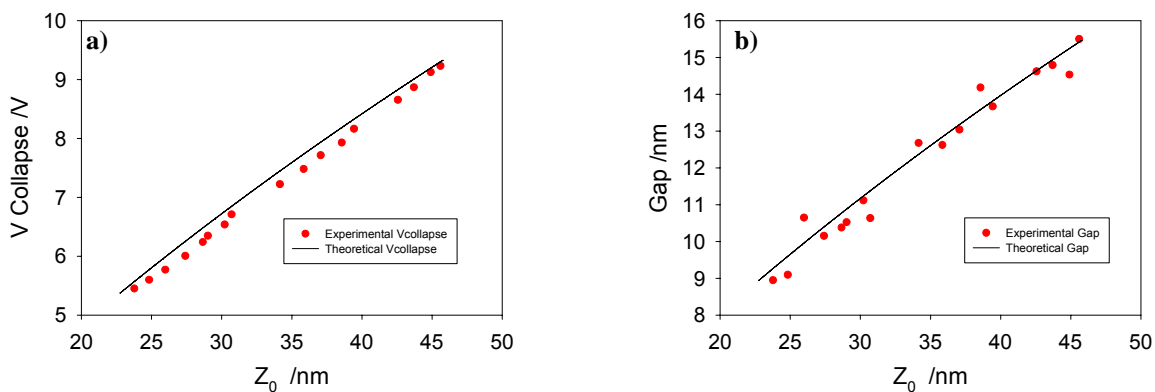 a)
10
9
8
7
6
5
V Collapse /V
Experimental Vcollapse
Theoretical Vcollapse
20 25 30 35 40 45 50
Z0 /nm
b)
16
15
14
13
12
11
10
9
8
Gap /nm
Experimental Gap
Theoretical Gap
20 25 30 35 40 45 50
Z0 /nm